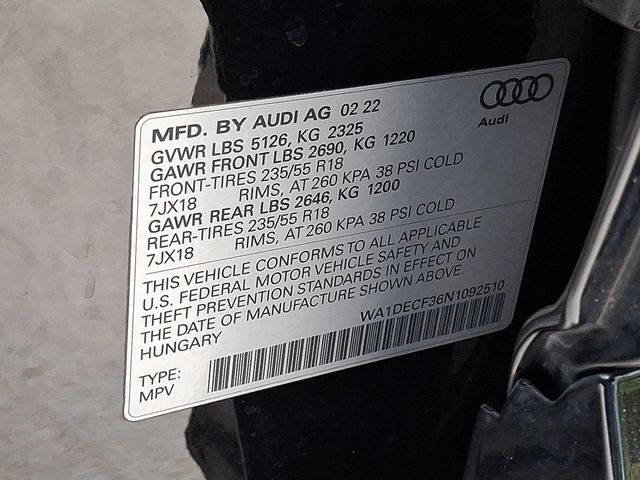 Audi
MFD. BY AUDI AG 02 22
GVWR LBS 5126, KG 2325
GAWR FRONT LBS 2690, KG 1220
FRONT-TIRES 235/55 R18
7JX18 RIMS, AT 260 KPA 38 PSI COLD
GAWR REAR LBS 2646, KG 1200
REAR-TIRES 235/55 R18
7JX18 RIMS, AT 260 KPA 38 PSI COLD
THIS VEHICLE CONFORMS TO ALL APPLICABLE
U.S. FEDERAL MOTOR VEHICLE SAFETY AND
THEFT PREVENTION STANDARDS IN EFFECT ON
THE DATE OF MANUFACTURE SHOWN ABOVE.
HUNGARY
WA1DECF36N1092510
TYPE:
MPV